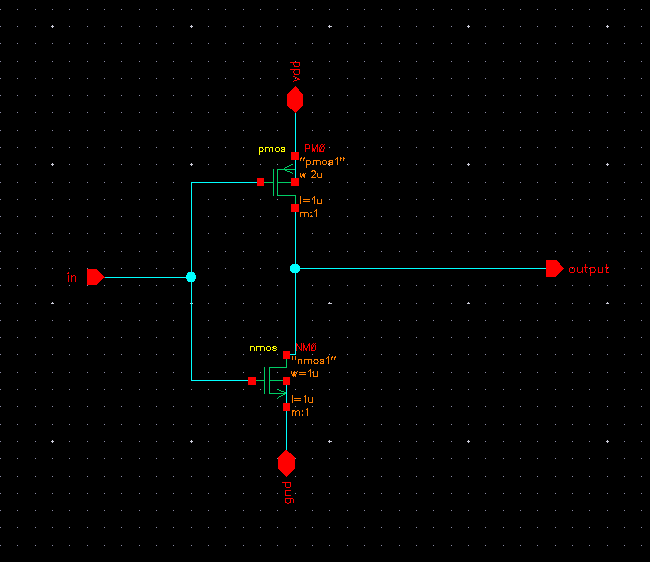 vdd
pmos
PM0
"pmos1"
w=2u
l=1u
m:1
in
output
nmos
NM0
"nmos1"
w=1u
l=1u
m:1
gnd